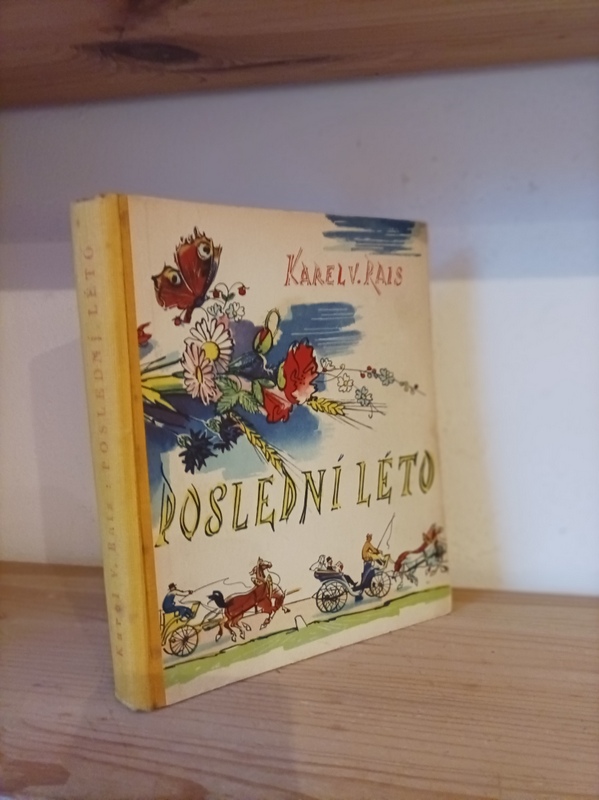 KAREL V. RAIS
POSLEDNÍ LÉTO
Karel V. Rais : POSLEDNÍ LÉTO